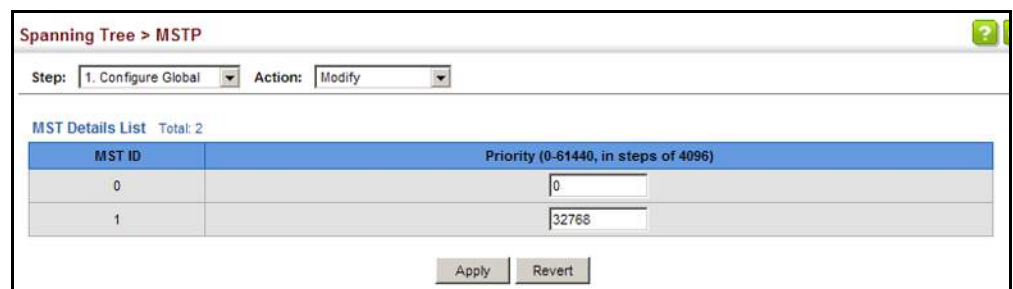 Spanning Tree > MSTP
?
Step: 1. Configure Global Action: Modify
MST Details List Total: 2
MST ID Priority (0-61440, in steps of 4096)
0 0
1 32768
Apply Revert